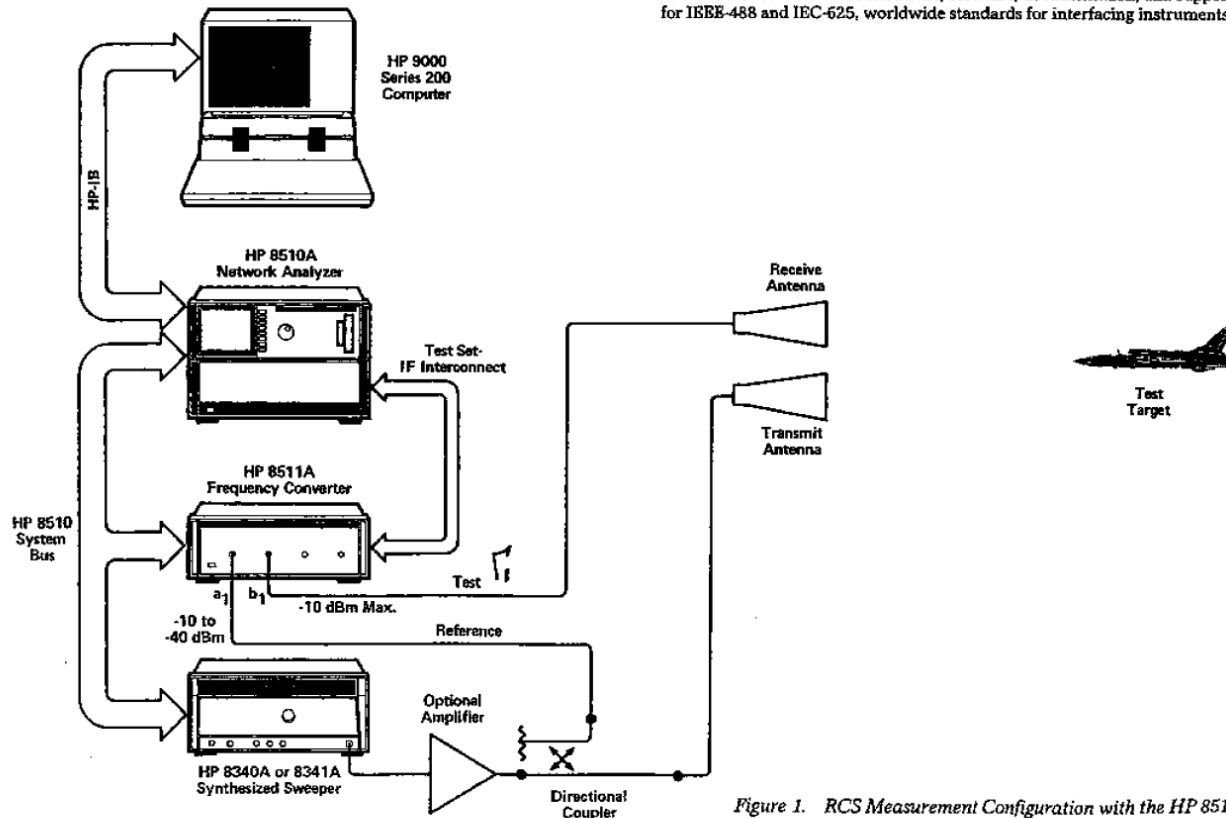 for IEEE-488 and IEC-625, worldwide standards for interfacing instruments
HP 9000
Series 200
Computer
HP-IB
HP 8510A
Network Analyzer
Receive
Antenna
Test Set-
IF Interconnect
Test
Target
Transmit
Antenna
HP 8511A
Frequency Converter
HP 8510
System
Bus
Test
a1
b1
-10 dBm Max.
-10 to
-40 dBm
Reference
Optional
Amplifier
HP 8340A or 8341A
Synthesized Sweeper
Directional
Coupler
Figure 1. RCS Measurement Configuration with the HP 851